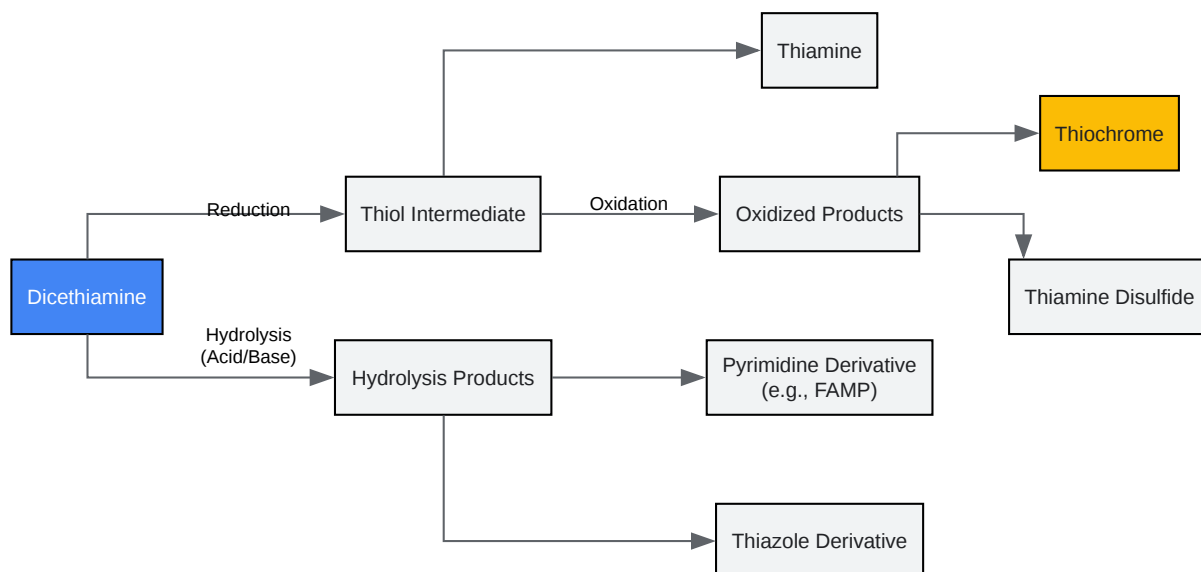 Thiamine
Thiochrome
Reduction
Thiol Intermediate
Oxidation
Oxidized Products
Dicethiamine
Thiamine Disulfide
Hydrolysis
(Acid/Base)
Hydrolysis Products
Pyrimidine Derivative
(e.g., FAMP)
Thiazole Derivative